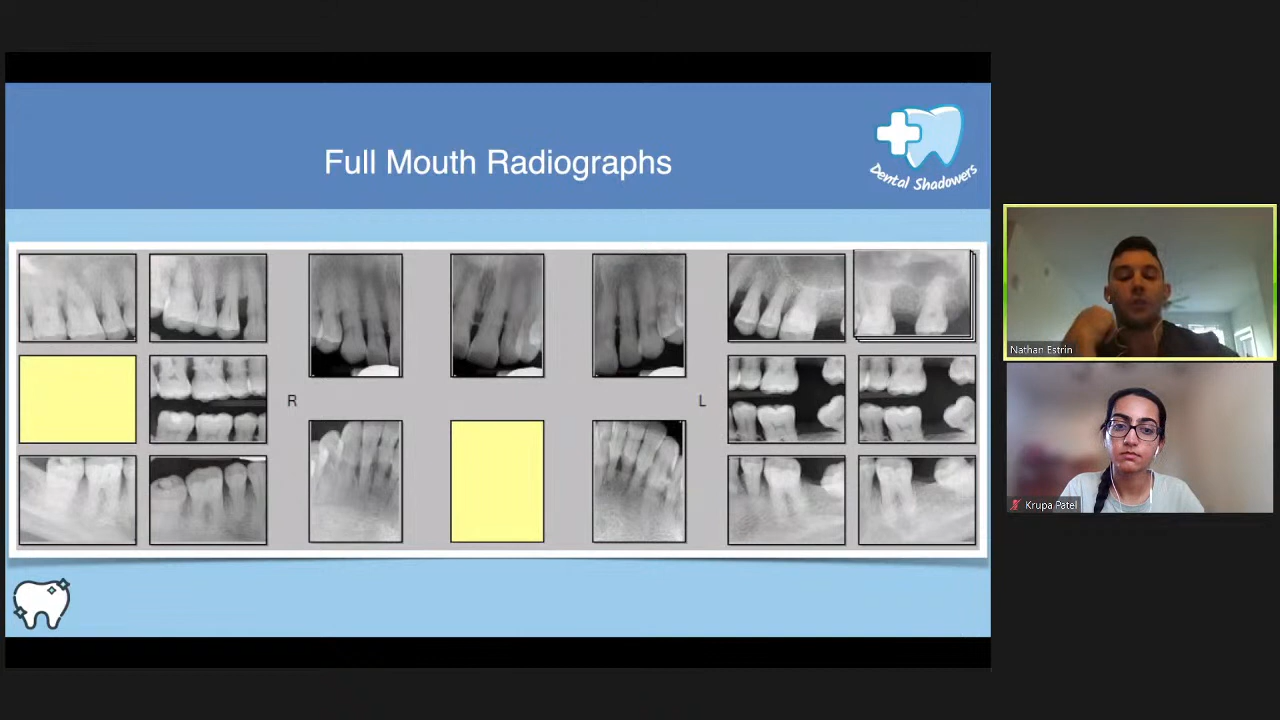 Full Mouth Radiographs
Dental Shadowers
R
L
Nathan Estrin
Krupa Patel